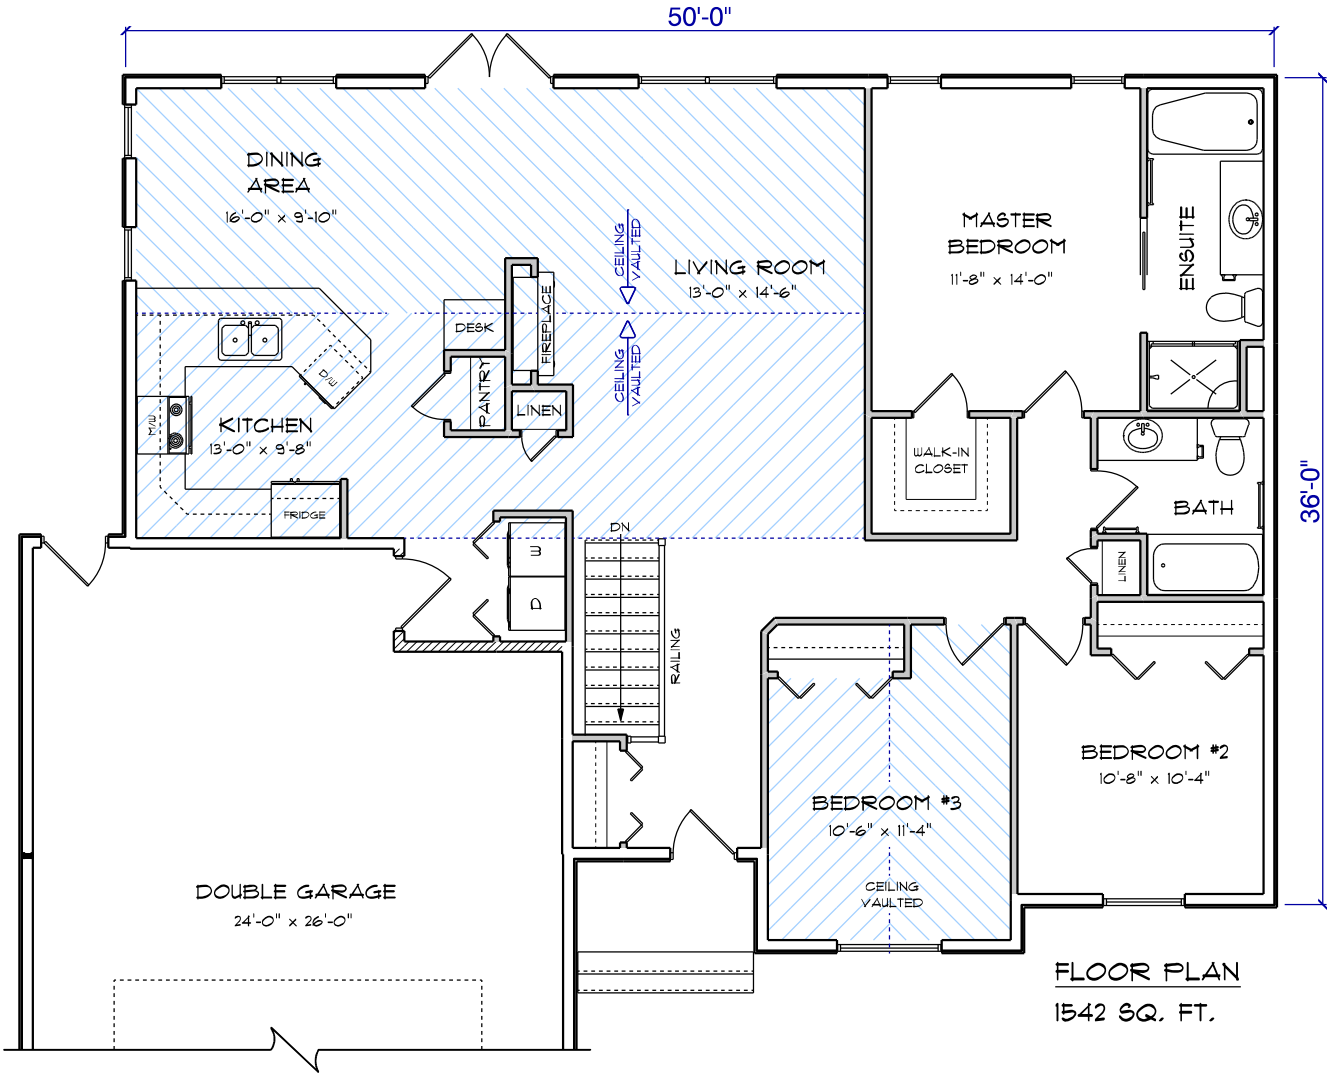 50'-0"
DINING
AREA
16'-0" x 9'-10"
CEILING
VAULTED
LIVING ROOM
13'-0" x 14'-6"
MASTER
BEDROOM
11'-8" x 14'-0"
ENSUITE
DESK
FIREPLACE
CEILING
VAULTED
D/W
PANTRY
LINEN
M/W
KITCHEN
13'-0" x 9'-8"
FRIDGE
WALK-IN
CLOSET
BATH
36'-0"
DN
W
D
LINEN
RAILING
BEDROOM #2
10'-8" x 10'-4"
BEDROOM #3
10'-6" x 11'-4"
CEILING
VAULTED
DOUBLE GARAGE
24'-0" x 26'-0"
FLOOR PLAN
1542 SQ. FT.